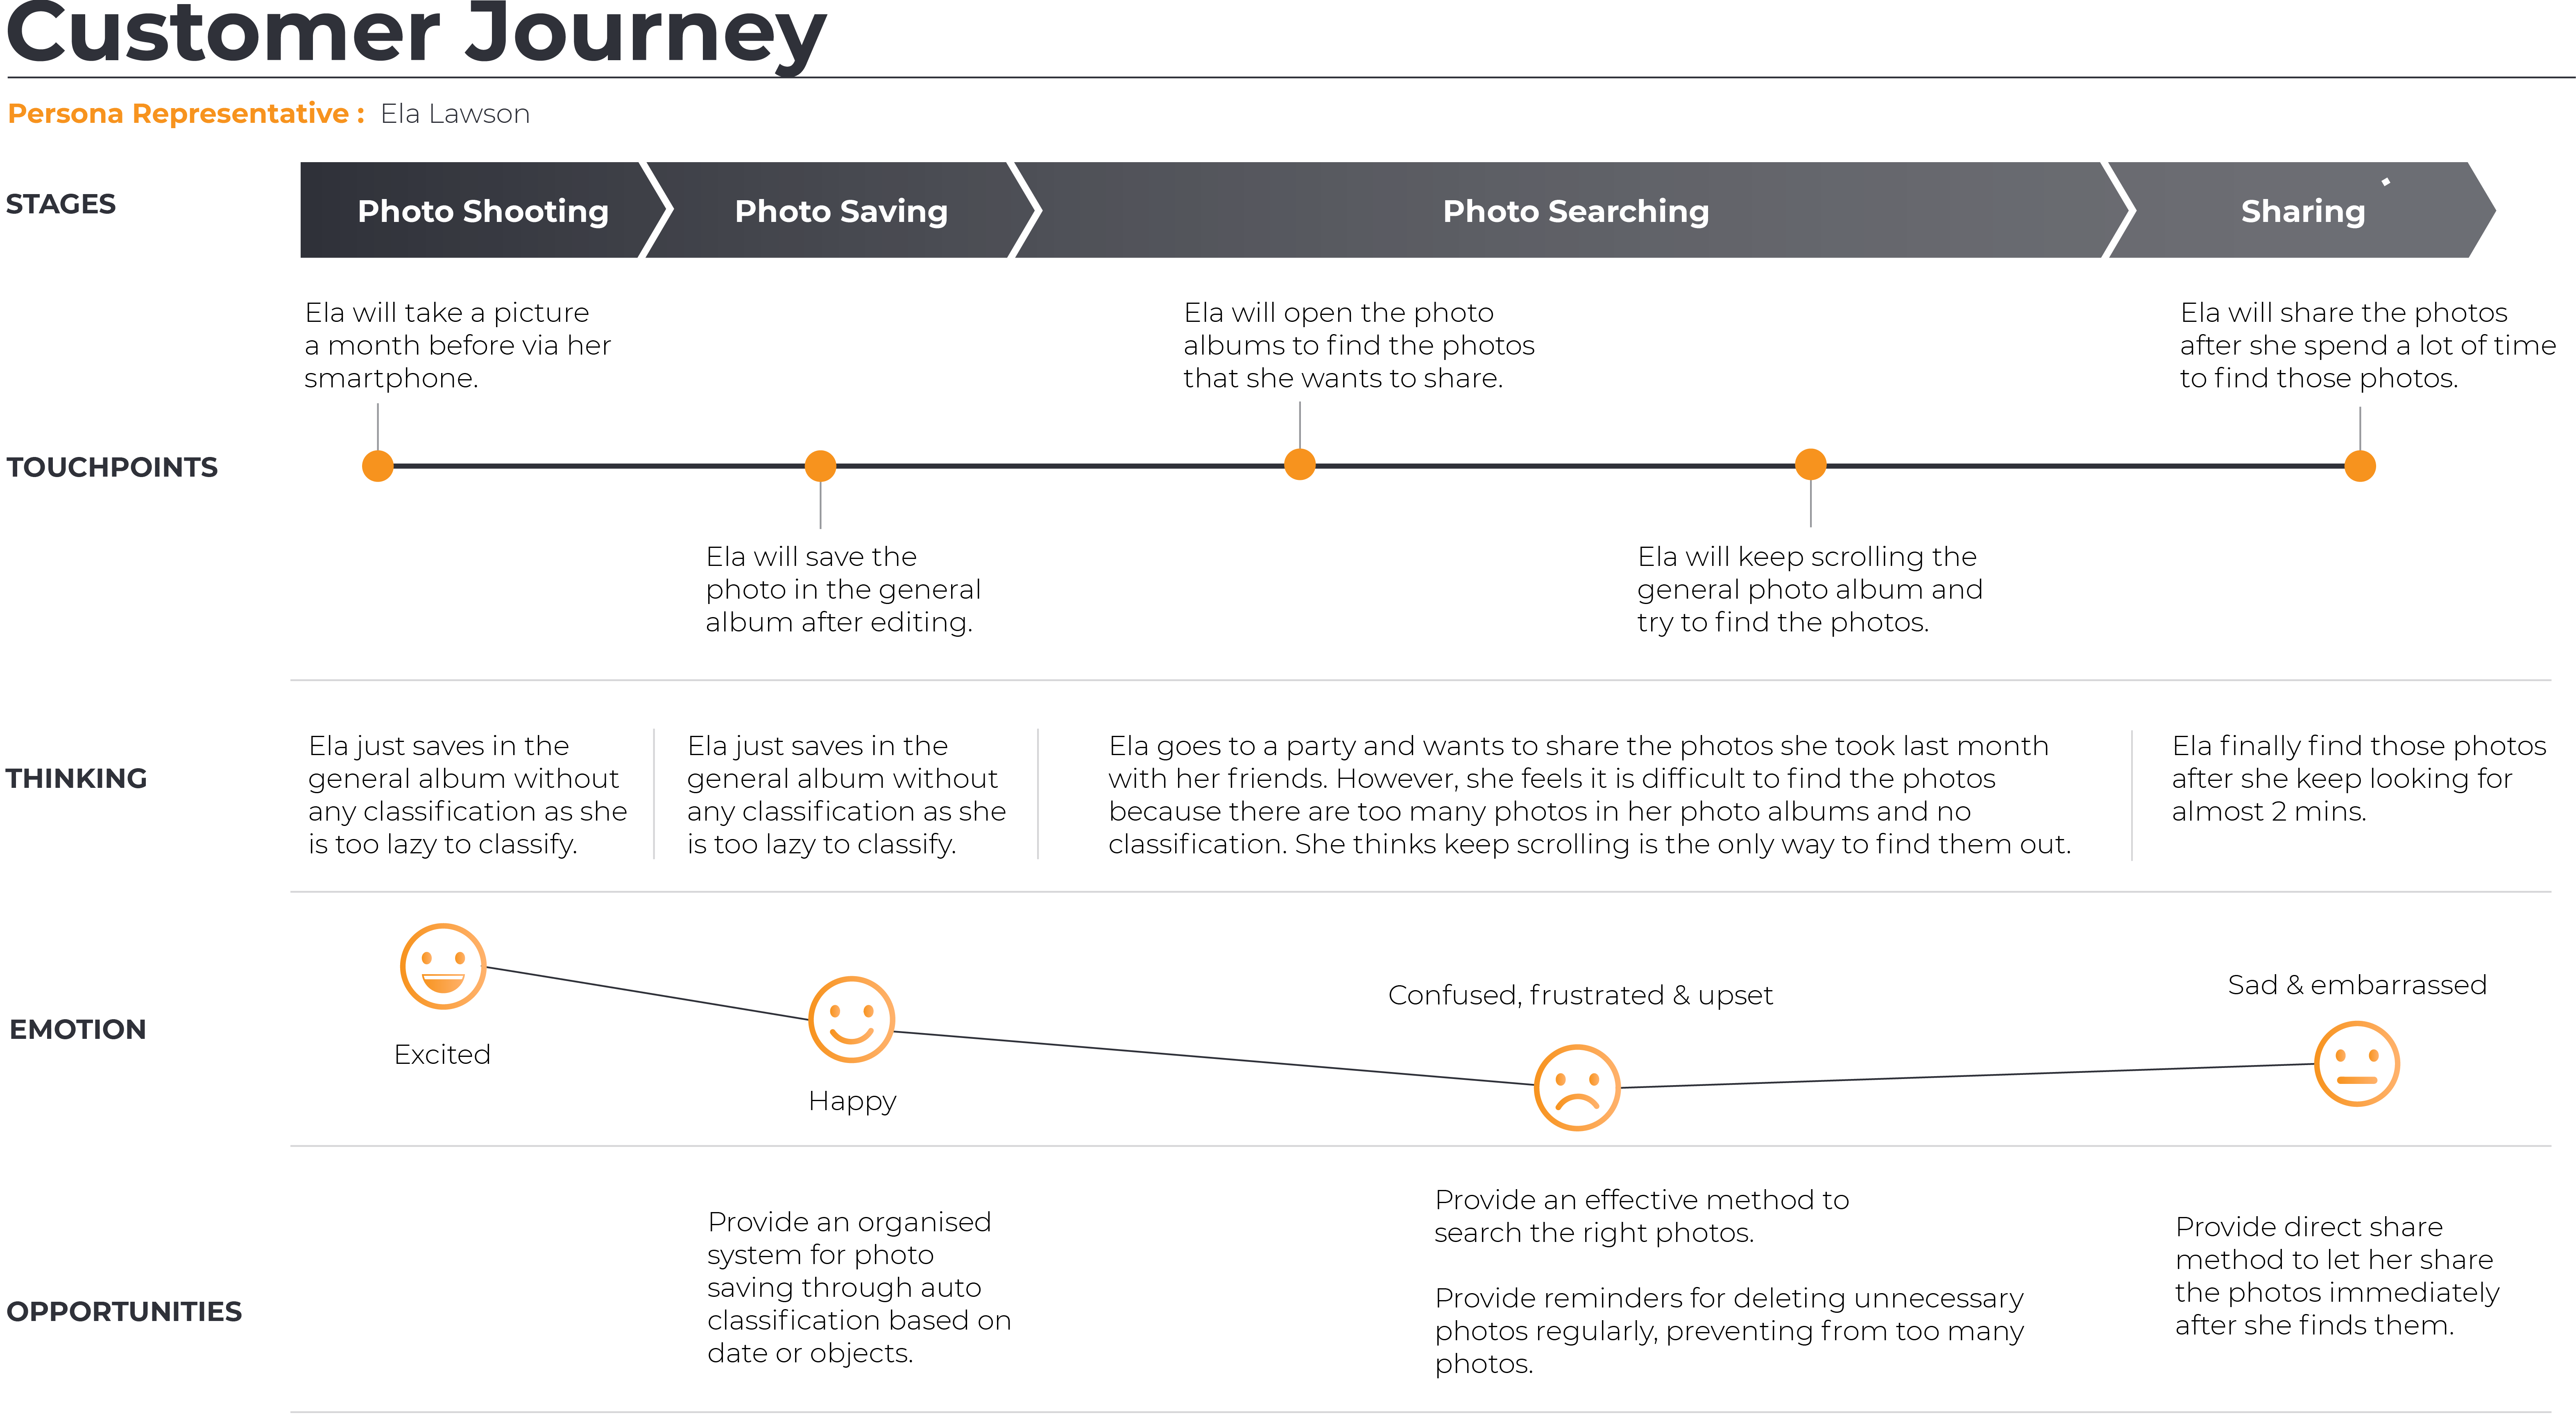 Customer Journey
Persona Representative : Ela Lawson
STAGES
Photo Shooting
Photo Saving
Photo Searching
Sharing
TOUCHPOINTS
Ela will take a picture
a month before via her
smartphone.
Ela will save the
photo in the general
album after editing.
Ela will open the photo
albums to find the photos
that she wants to share.
Ela will keep scrolling the
general photo album and
try to find the photos.
Ela will share the photos
after she spend a lot of time
to find those photos.
THINKING
Ela just saves in the
general album without
any classification as she
is too lazy to classify.
Ela just saves in the
general album without
any classification as she
is too lazy to classify.
Ela goes to a party and wants to share the photos she took last month
with her friends. However, she feels it is difficult to find the photos
because there are too many photos in her photo albums and no
classification. She thinks keep scrolling is the only way to find them out.
Ela finally find those photos
after she keep looking for
almost 2 mins.
EMOTION
Excited
Happy
Confused, frustrated & upset
Sad & embarrassed
OPPORTUNITIES
Provide an organised
system for photo
saving through auto
classification based on
date or objects.
Provide an effective method to
search the right photos.
Provide reminders for deleting unnecessary
photos regularly, preventing from too many
photos.
Provide direct share
method to let her share
the photos immediately
after she finds them.